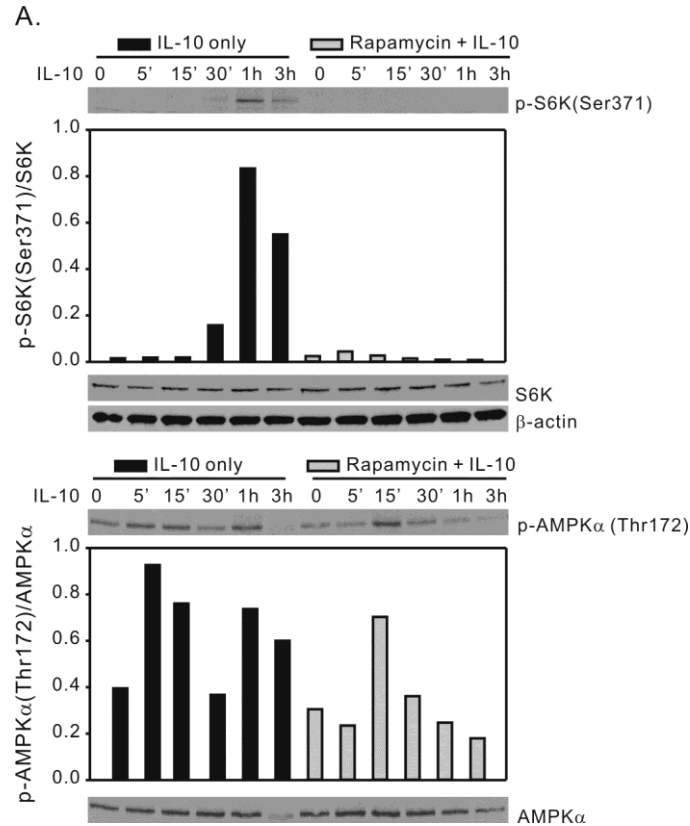 A.
IL-10 only Rapamycin + IL-10
IL-10 0 5' 15' 30' 1h 3h 0 5' 15' 30' 1h 3h
p-S6K(Ser371)
p-S6K(Ser371)/S6K
1.0
0.8
0.6
0.4
0.2
0.0
S6K
β-actin
IL-10 only Rapamycin + IL-10
IL-10 0 5' 15' 30' 1h 3h 0 5' 15' 30' 1h 3h
p-AMPKα (Thr172)
p-AMPKα(Thr172)/AMPKα
1.0
0.8
0.6
0.4
0.2
0.0
AMPKα